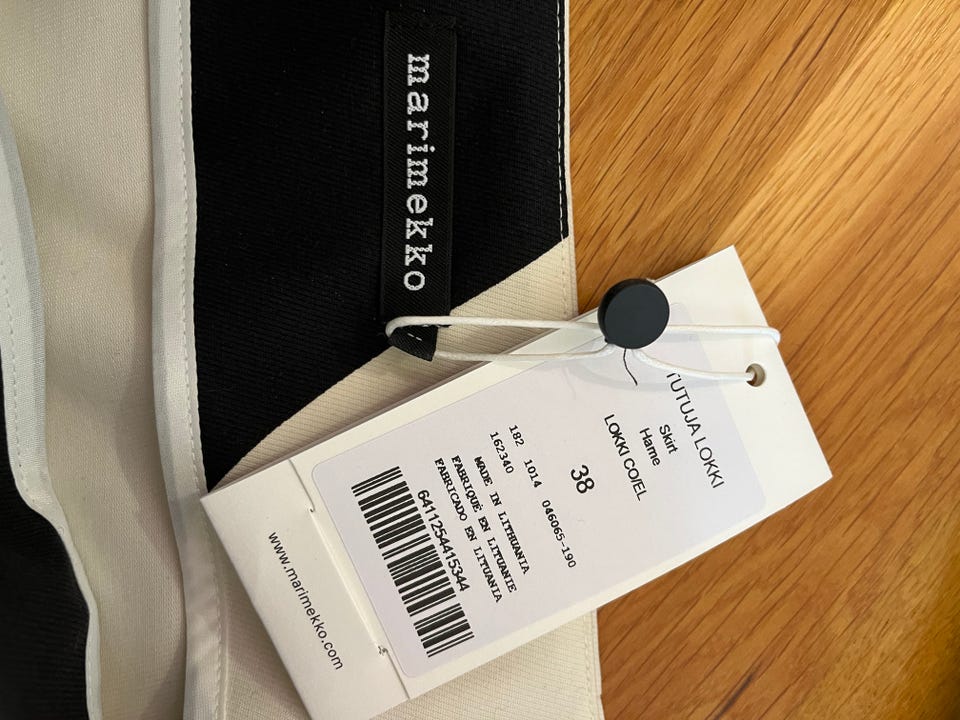 marimekko
TUTUJA LOKKI
Skirt
Hame
LOKKI CO/EL
38
182 1014 046065-190
162340
MADE IN LITHUANIA
FABRIQUÉ EN LITUANIE
FABRICADO EN LITUANIA
6411254415344
www.marimekko.com